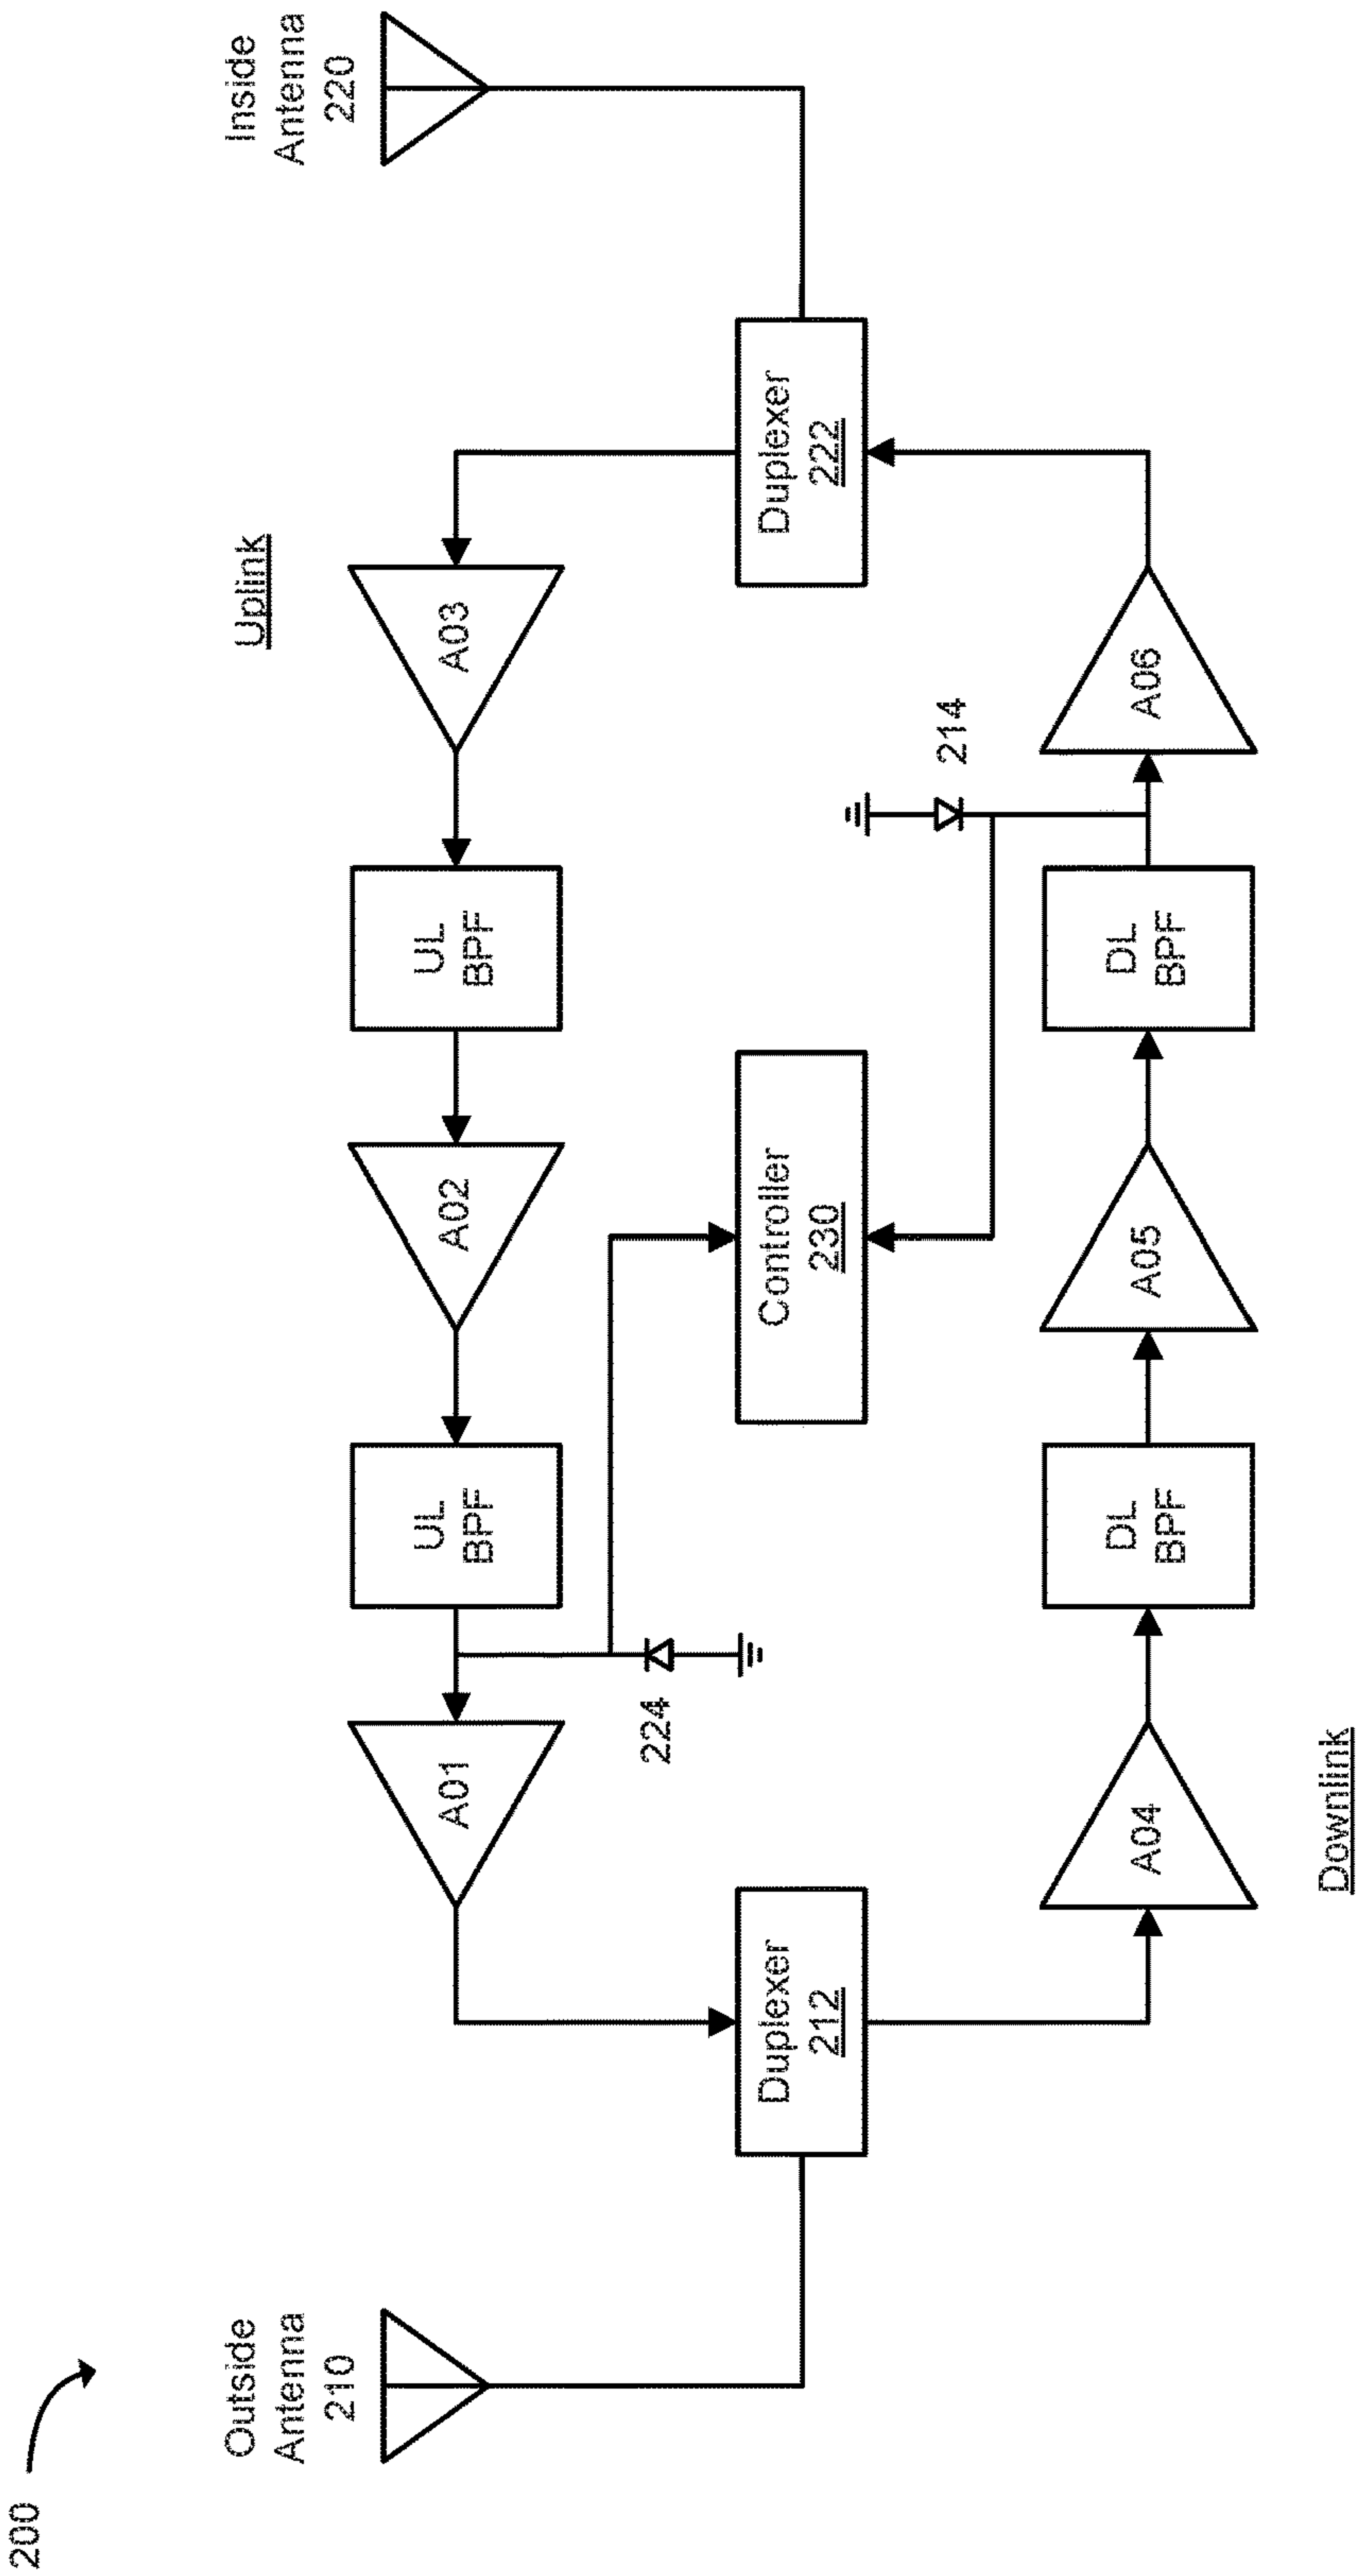 200
Outside
Antenna
210
Inside
Antenna
220
Uplink
A01
UL
BPF
A02
UL
BPF
A03
224
Duplexer
212
Controller
230
Duplexer
222
214
A04
DL
BPF
A05
DL
BPF
A06
Downlink